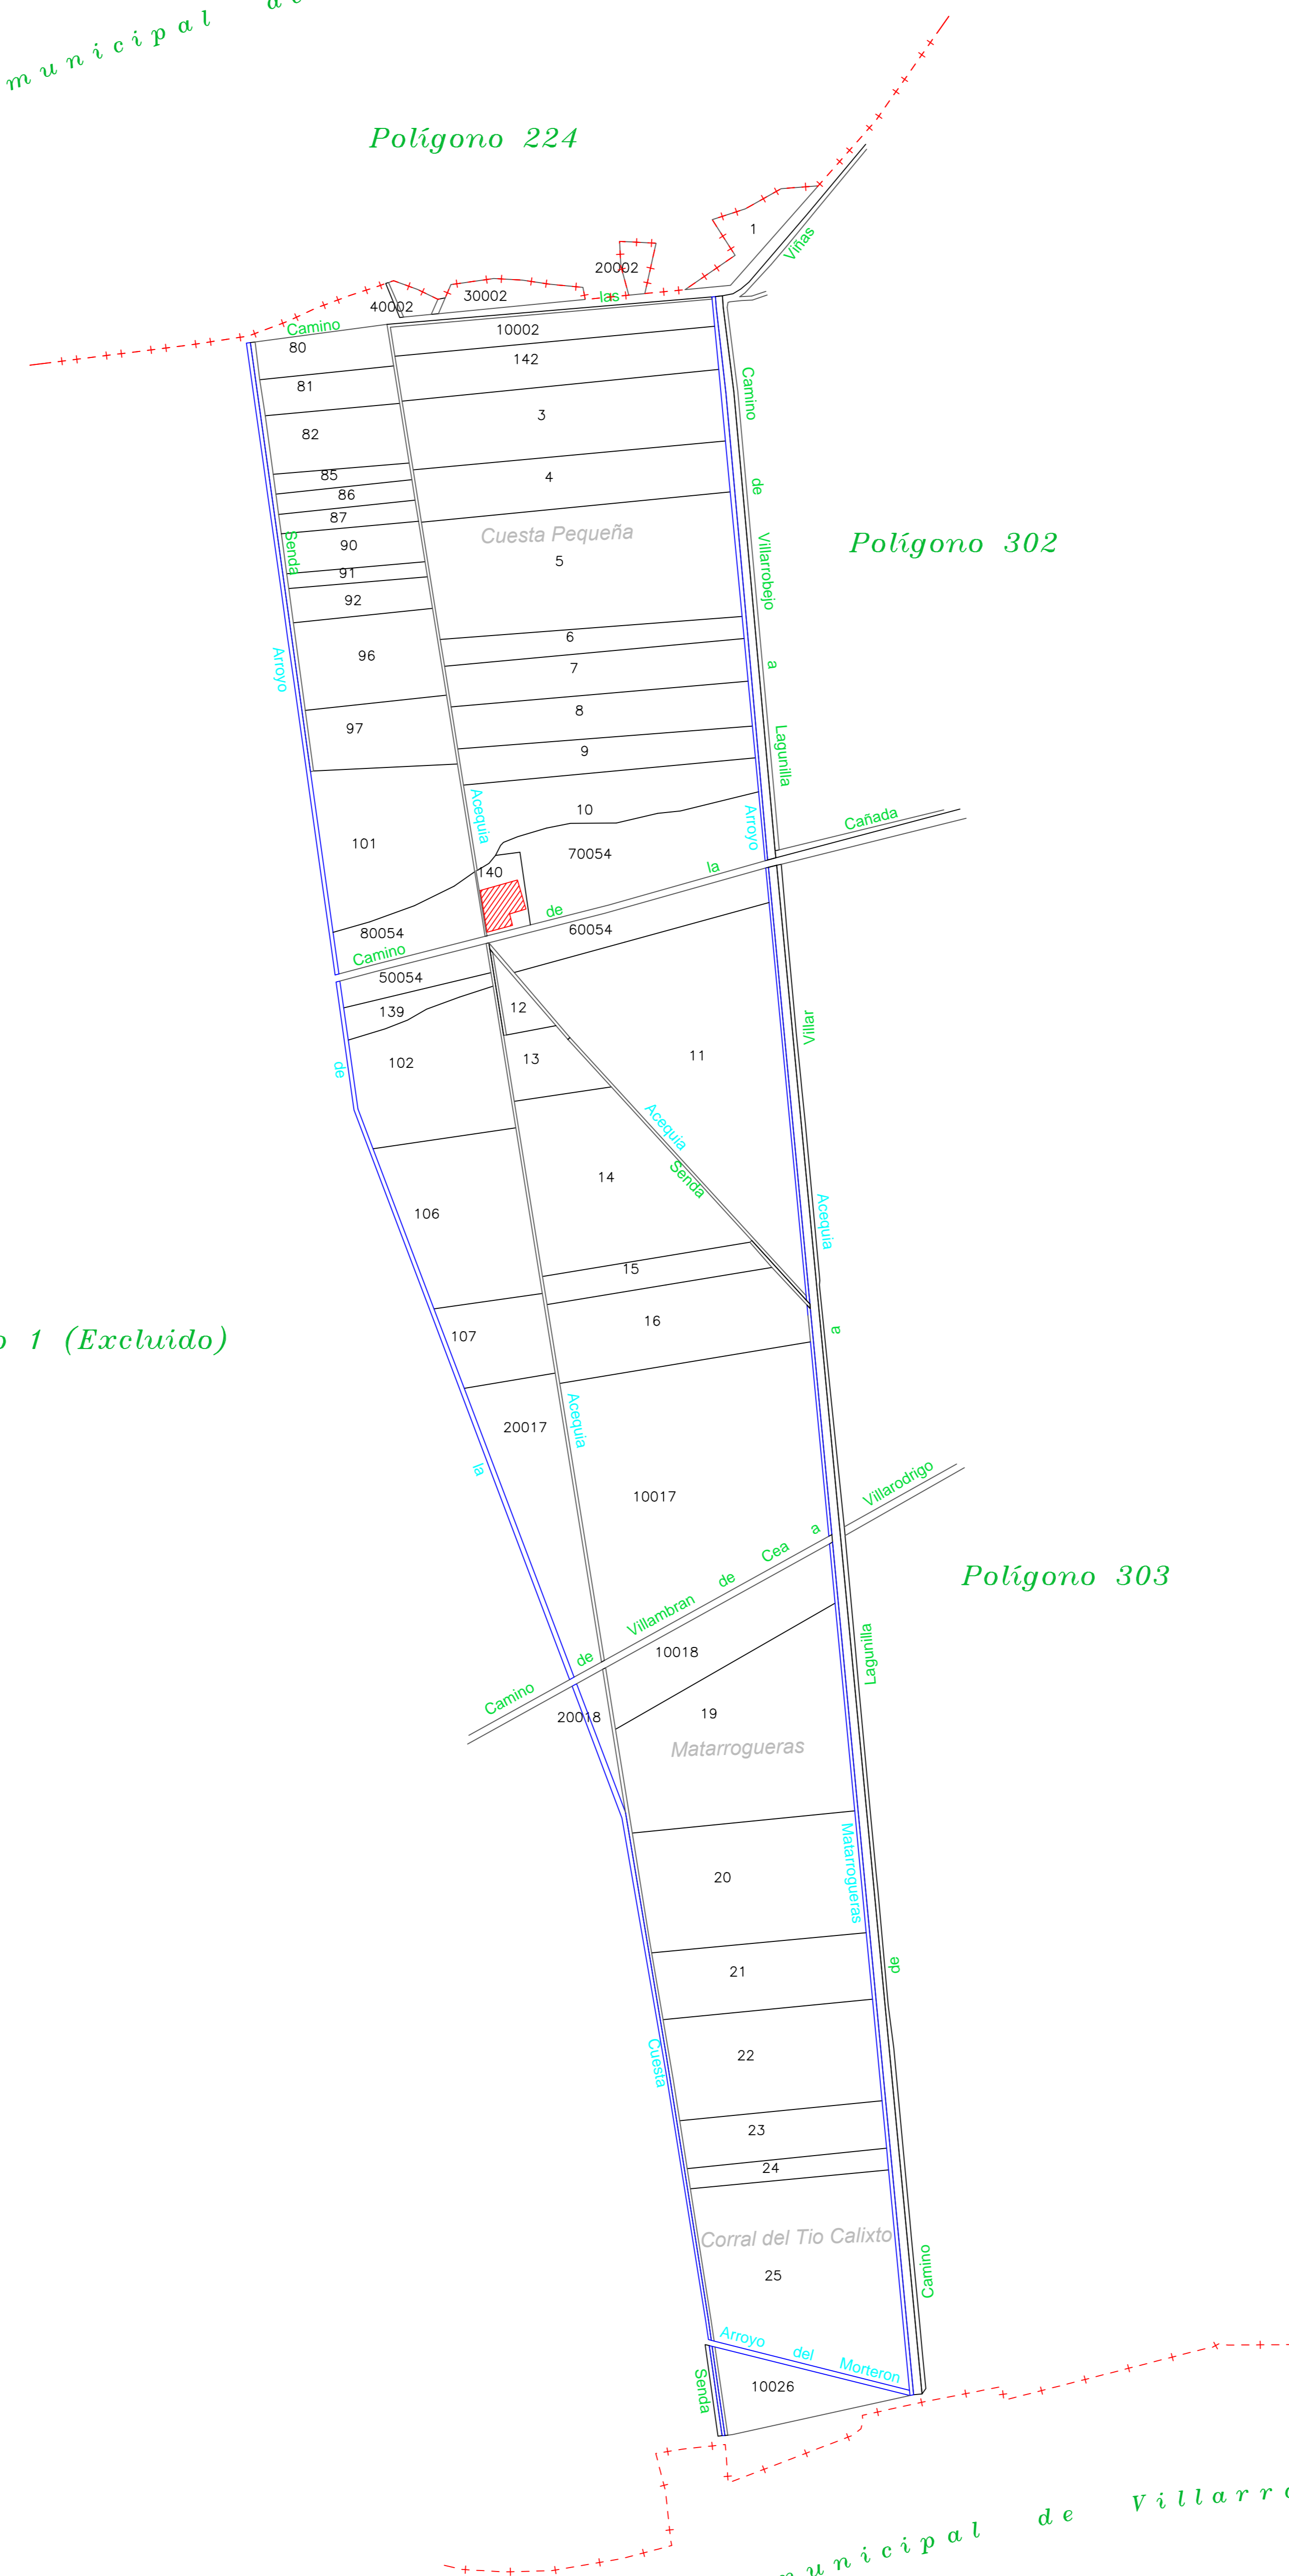 municipal
Polígono 224
1
Viñas
20002
40002
30002
las
Camino
10002
80
142
81
Camino
3
82
85
4
86
de
87
Cuesta Pequeña
Senda
90
Villarrobejo
Polígono 302
5
91
92
6
96
Arroyo
7
a
8
97
9
Lagunilla
Acequia
10
Arroyo
Cañada
101
70054
140
la
de
80054
60054
Camino
50054
139
12
Villar
13
11
102
de
Acequia
14
Senda
106
Acequia
15
16
a
107
1 (Excluido)
Acequia
20017
la
10017
Villarodrigo
a
Cea
de
Villambran
de
Camino
Polígono 303
10018
Lagunilla
20018
19
Matarrogueras
Matarrogueras
20
21
de
22
Cuesta
23
24
Corral del Tio Calixto
25
Camino
Arroyo del Morteron
Senda
10026
de